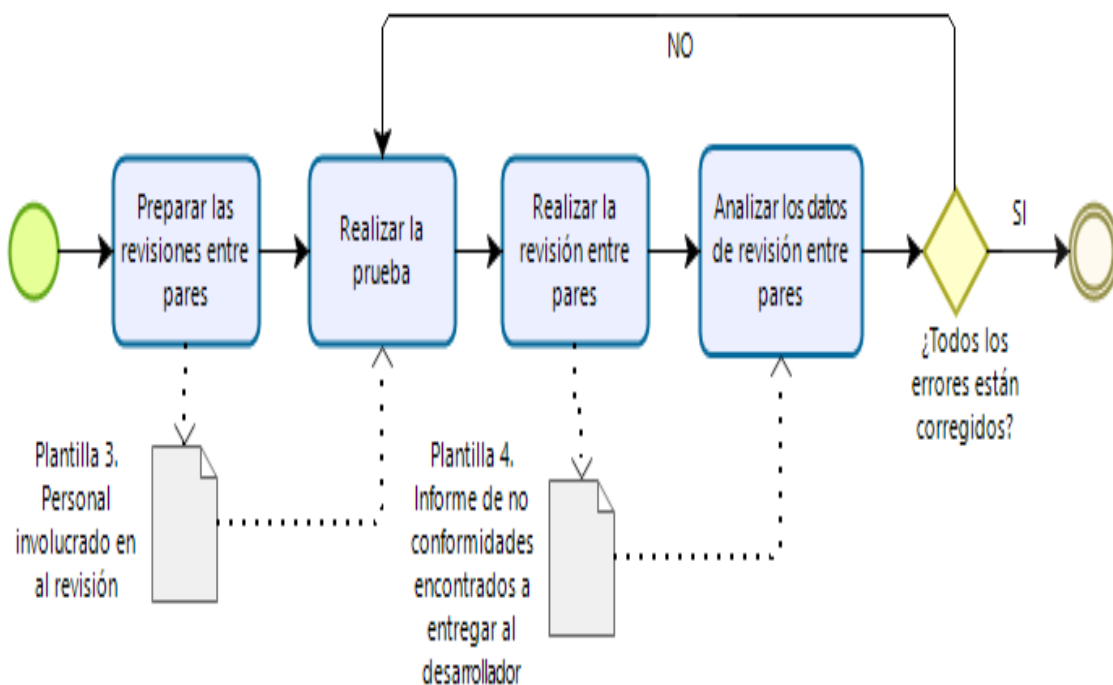 NO
Preparar las
revisiones entre
pares
Realizar la
prueba
Realizar la
revisión entre
pares
Analizar los datos
de revisión entre
pares
SI
¿Todos los
errores están
corregidos?
Plantilla 3.
Personal
involucrado en
al revisión
Plantilla 4.
Informe de no
conformidades
encontrados a
entregar al
desarrollador